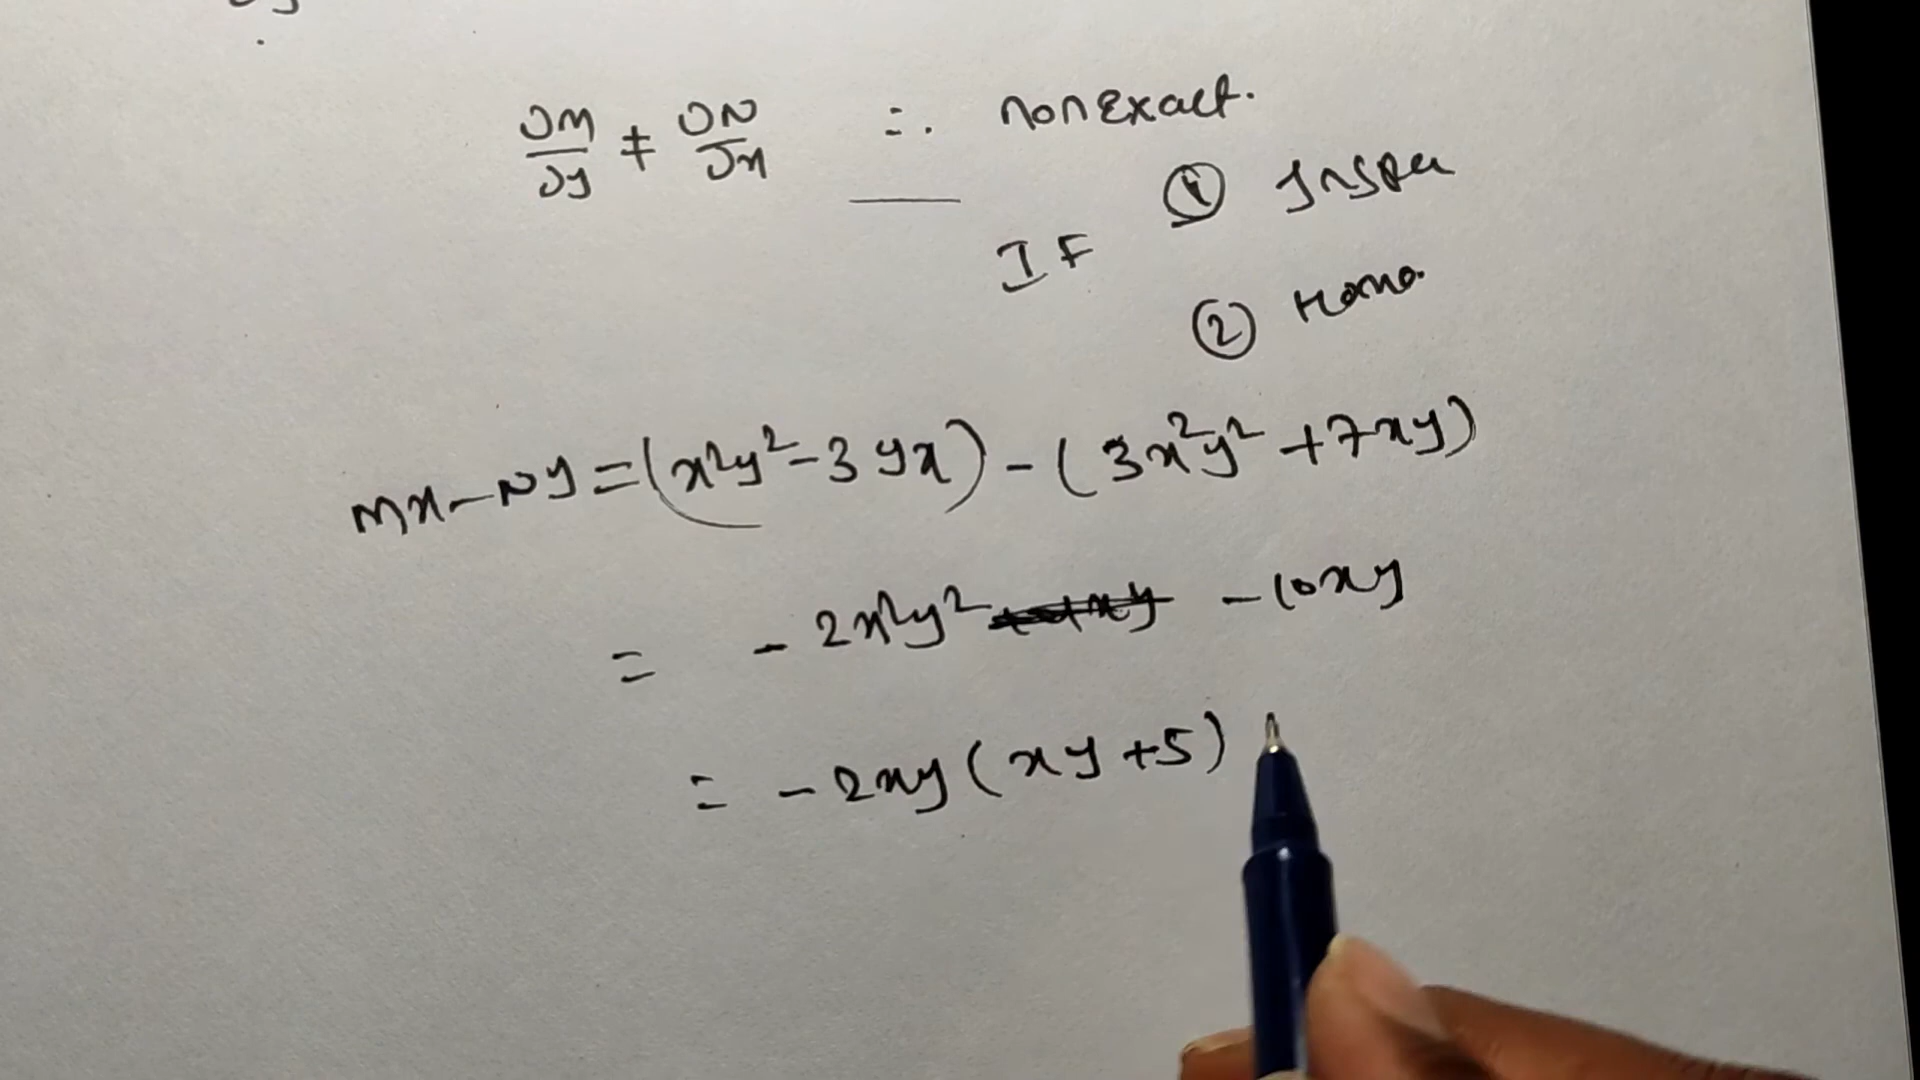 ∂M/∂y ≠ ∂N/∂x ∴ nonexact.
① Inspe
IF
② Homo.
Mx-Ny=(x²y²-3yx)-(3x²y²+7xy)
= -2x²y² -10xy
= -2xy(xy+5)